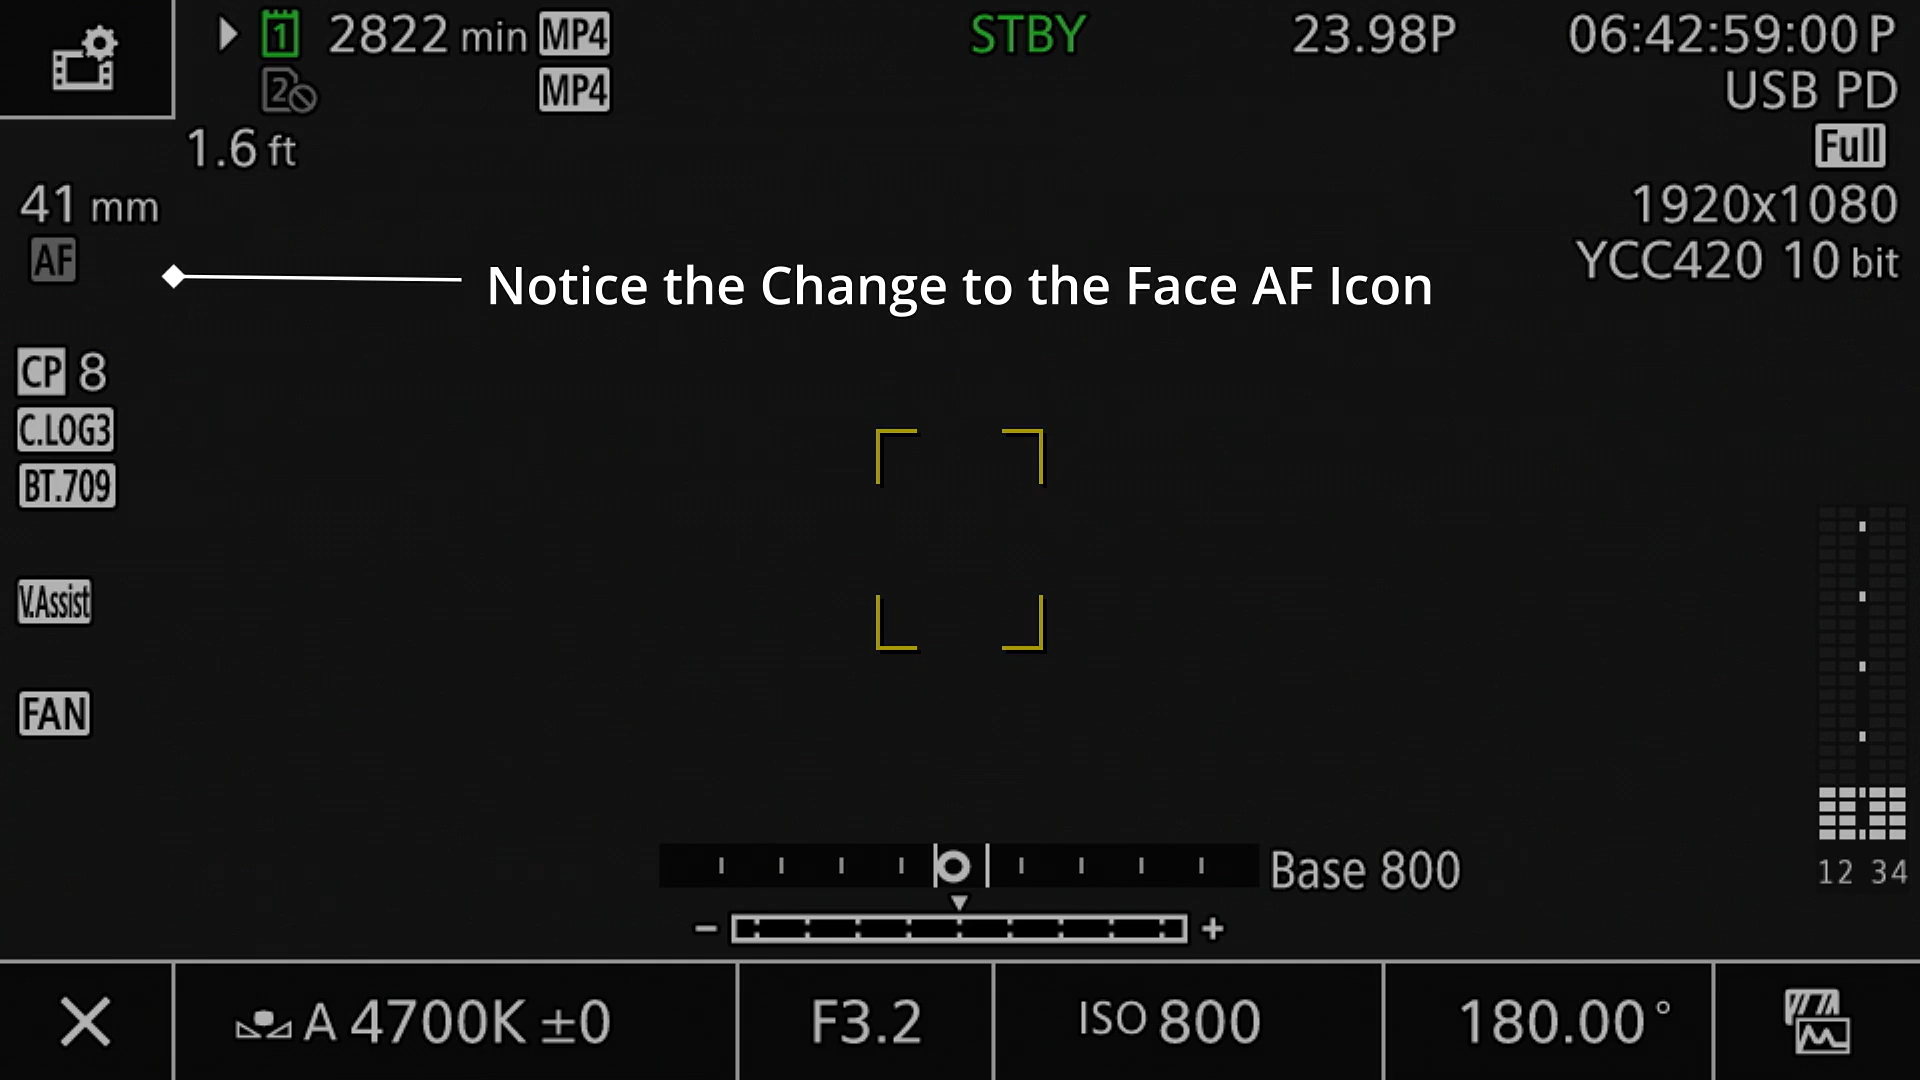 1 2822 min MP4 STBY 23.98P 06:42:59:00 P
2 MP4 USB PD
1.6 ft Full
41 mm 1920x1080
AF YCC420 10 bit
Notice the Change to the Face AF Icon
CP 8
C.LOG3
BT.709
V.Assist
FAN
Base 800 12 34
− +
A 4700K ±0 F3.2 ISO 800 180.00°